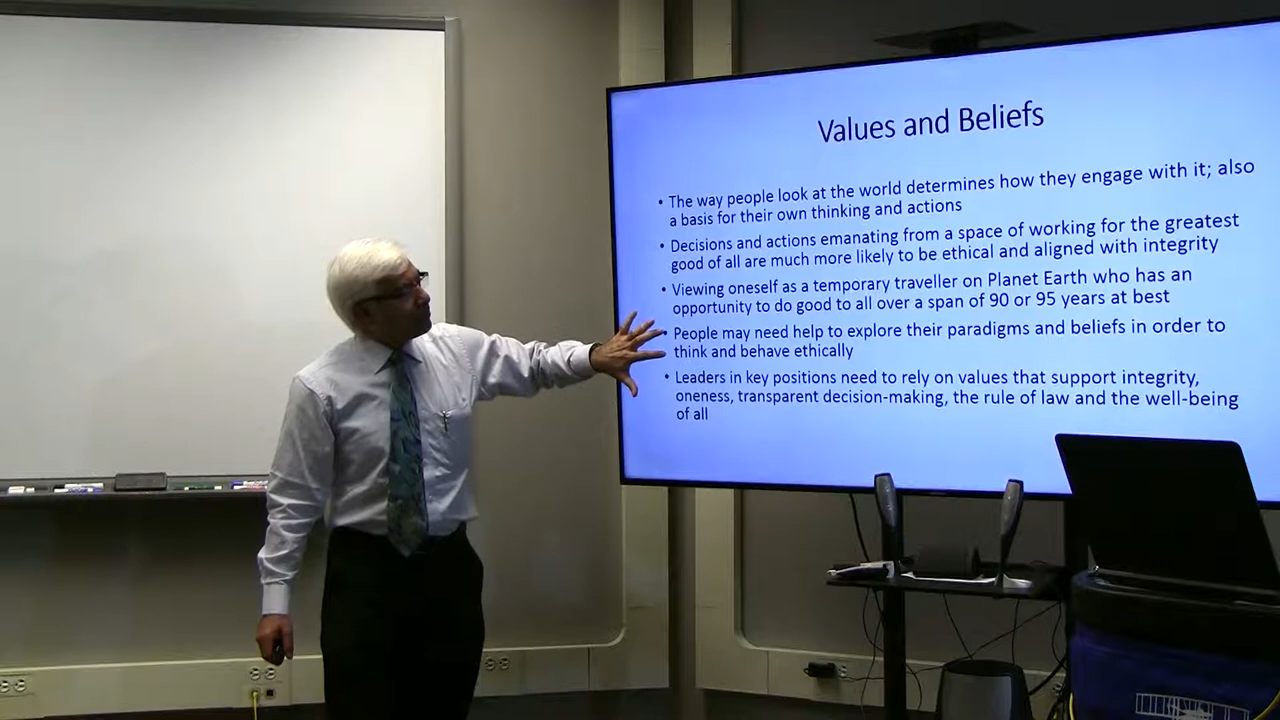 Values and Beliefs
• The way people look at the world determines how they engage with it; also
a basis for their own thinking and actions
• Decisions and actions emanating from a space of working for the greatest
good of all are much more likely to be ethical and aligned with integrity
• Viewing oneself as a temporary traveller on Planet Earth who has an
opportunity to do good to all over a span of 90 or 95 years at best
• People may need help to explore their paradigms and beliefs in order to
think and behave ethically
• Leaders in key positions need to rely on values that support integrity,
oneness, transparent decision-making, the rule of law and the well-being
of all